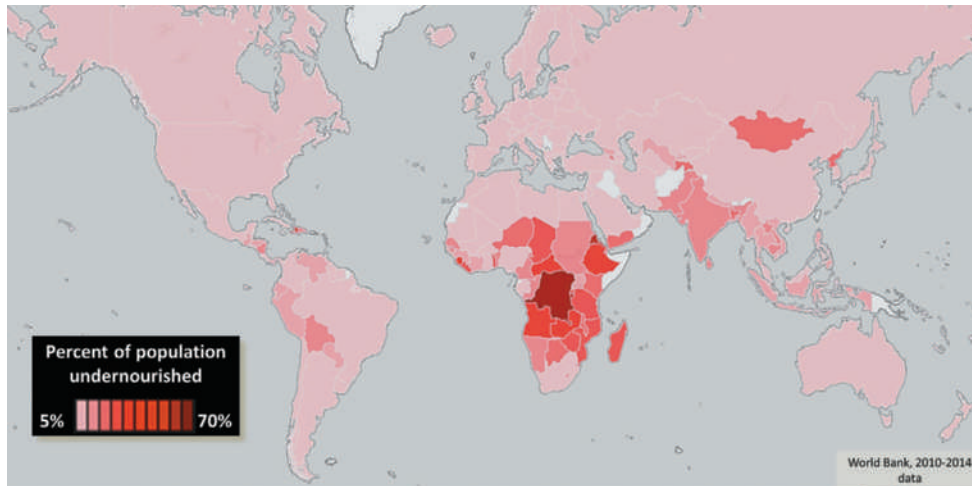 Percent of population
undernourished
5% 70%
World Bank, 2010-2014
data